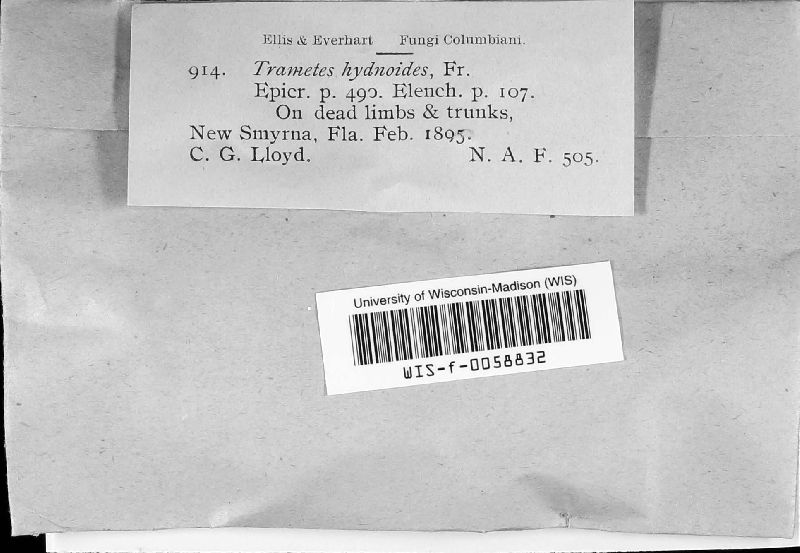 Ellis & Everhart Fungi Columbiani.
914. Trametes hydnoides, Fr.
Epicr. p. 490. Elench. p. 107.
On dead limbs & trunks,
New Smyrna, Fla. Feb. 1895.
C. G. Lloyd. N. A. F. 505.
University of Wisconsin-Madison (WIS)
WIS-f-0058832